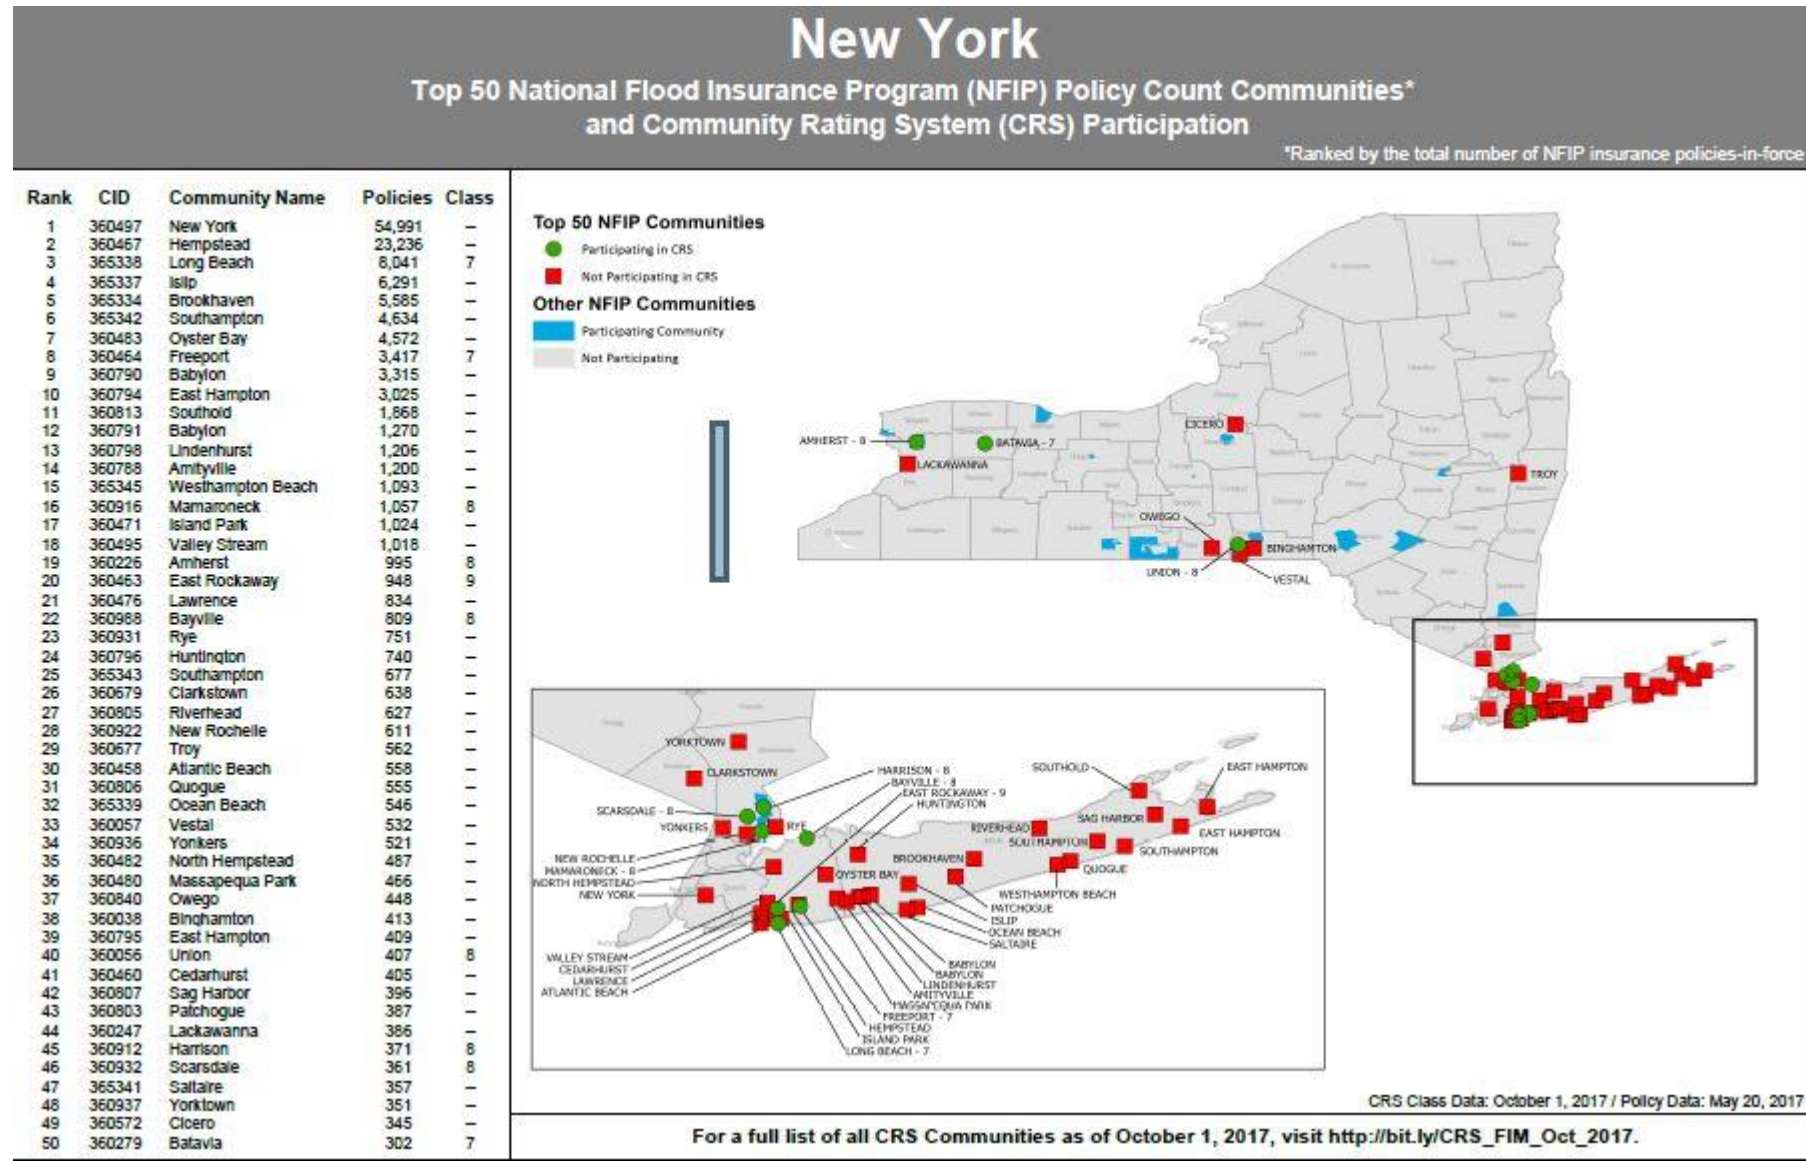 New York
Top 50 National Flood Insurance Program (NFIP) Policy Count Communities*
and Community Rating System (CRS) Participation
*Ranked by the total number of NFIP insurance policies-in-force
Rank CID Community Name Policies Class
1 360497 New York 54,991 –
2 360467 Hempstead 23,236 –
3 365338 Long Beach 8,041 7
4 365337 Islip 6,291 –
5 365334 Brookhaven 5,585 –
6 365342 Southampton 4,634 –
7 360483 Oyster Bay 4,572 –
8 360464 Freeport 3,417 7
9 360790 Babylon 3,315 –
10 360794 East Hampton 3,025 –
11 360813 Southold 1,868 –
12 360791 Babylon 1,270 –
13 360798 Lindenhurst 1,206 –
14 360788 Amityville 1,200 –
15 365345 Westhampton Beach 1,093 –
16 360916 Mamaroneck 1,057 8
17 360471 Island Park 1,024 –
18 360495 Valley Stream 1,018 –
19 360226 Amherst 995 8
20 360463 East Rockaway 948 9
21 360476 Lawrence 834 –
22 360988 Bayville 809 8
23 360931 Rye 751 –
24 360796 Huntington 740 –
25 365343 Southampton 677 –
26 360679 Clarkstown 638 –
27 360805 Riverhead 627 –
28 360922 New Rochelle 611 –
29 360677 Troy 562 –
30 360458 Atlantic Beach 558 –
31 360806 Quogue 555 –
32 365339 Ocean Beach 546 –
33 360057 Vestal 532 –
34 360936 Yonkers 521 –
35 360482 North Hempstead 487 –
36 360480 Massapequa Park 466 –
37 360840 Owego 448 –
38 360038 Binghamton 413 –
39 360795 East Hampton 409 –
40 360056 Union 407 8
41 360460 Cedarhurst 405 –
42 360807 Sag Harbor 396 –
43 360803 Patchogue 387 –
44 360247 Lackawanna 386 –
45 360912 Harrison 371 8
46 360932 Scarsdale 361 8
47 365341 Saltaire 357 –
48 360937 Yorktown 351 –
49 360572 Cicero 345 –
50 360279 Batavia 302 7
Top 50 NFIP Communities
Participating in CRS
Not Participating in CRS
Other NFIP Communities
Participating Community
Not Participating
AMHERST - 8
BATAVIA - 7
LACKAWANNA
CICERO
TROY
OWEGO
BINGHAMTON
UNION - 8
VESTAL
YORKTOWN
CLARKSTOWN
HARRISON - 8
BAYVILLE - 8
EAST ROCKAWAY - 9
HUNTINGTON
SCARSDALE - 8
YONKERS
RYE
NEW ROCHELLE
MAMARONECK - 8
NORTH HEMPSTEAD
NEW YORK
SOUTHOLD
EAST HAMPTON
SAG HARBOR
RIVERHEAD
EAST HAMPTON
SOUTHAMPTON
SOUTHAMPTON
BROOKHAVEN
QUOGUE
OYSTER BAY
WESTHAMPTON BEACH
PATCHOGUE
ISLIP
OCEAN BEACH
SALTAIRE
VALLEY STREAM
CEDARHURST
LAWRENCE
ATLANTIC BEACH
BABYLON
BABYLON
LINDENHURST
AMITYVILLE
MASSAPEQUA PARK
FREEPORT - 7
HEMPSTEAD
ISLAND PARK
LONG BEACH - 7
CRS Class Data: October 1, 2017 / Policy Data: May 20, 2017
For a full list of all CRS Communities as of October 1, 2017, visit http://bit.ly/CRS_FIM_Oct_2017.